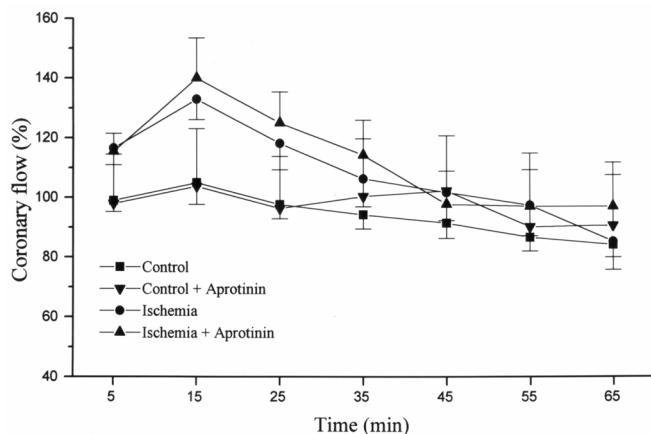 160
140
120
100
80
60
40
Coronary flow (%)
Control
Control + Aprotinin
Ischemia
Ischemia + Aprotinin
5 15 25 35 45 55 65
Time (min)